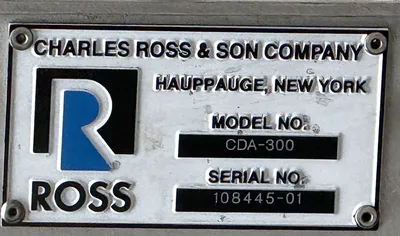 CHARLES ROSS & SON COMPANY
HAUPPAUGE, NEW YORK
R
ROSS
MODEL NO.
CDA-300
SERIAL NO.
108445-01